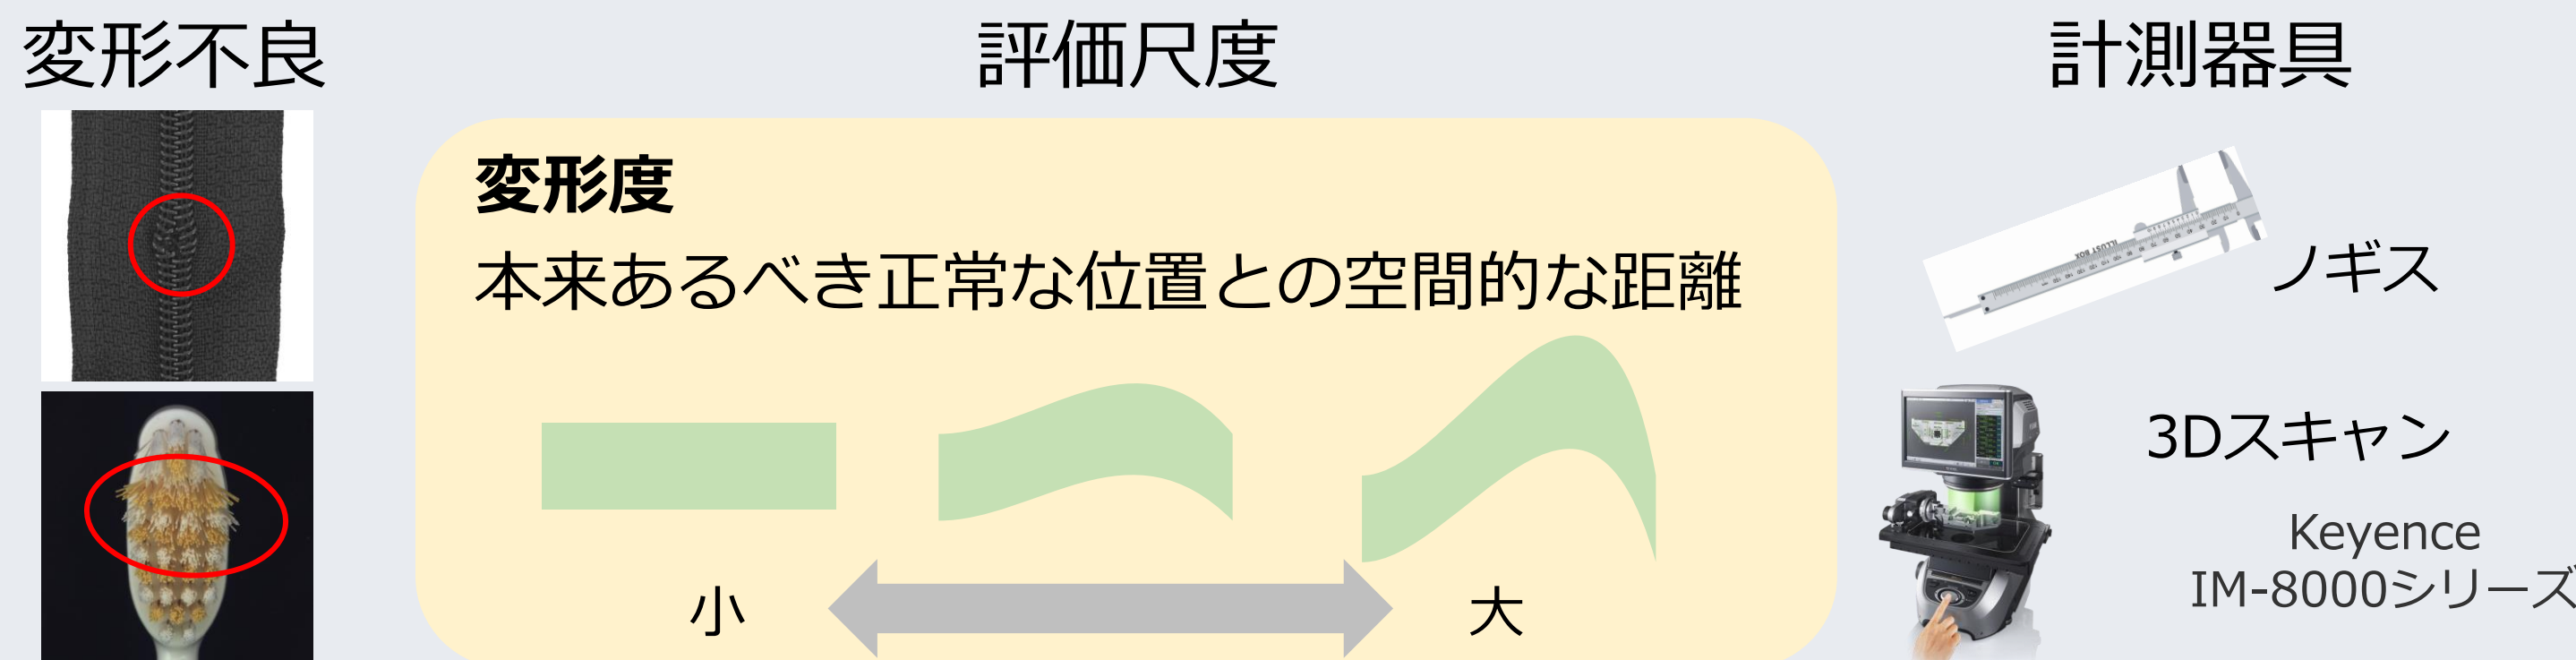 変形不良
評価尺度
計測器具
変形度
本来あるべき正常な位置との空間的な距離
小
大
ILLUST BOX
ノギス
3Dスキャン
Keyence
IM-8000シリーズ